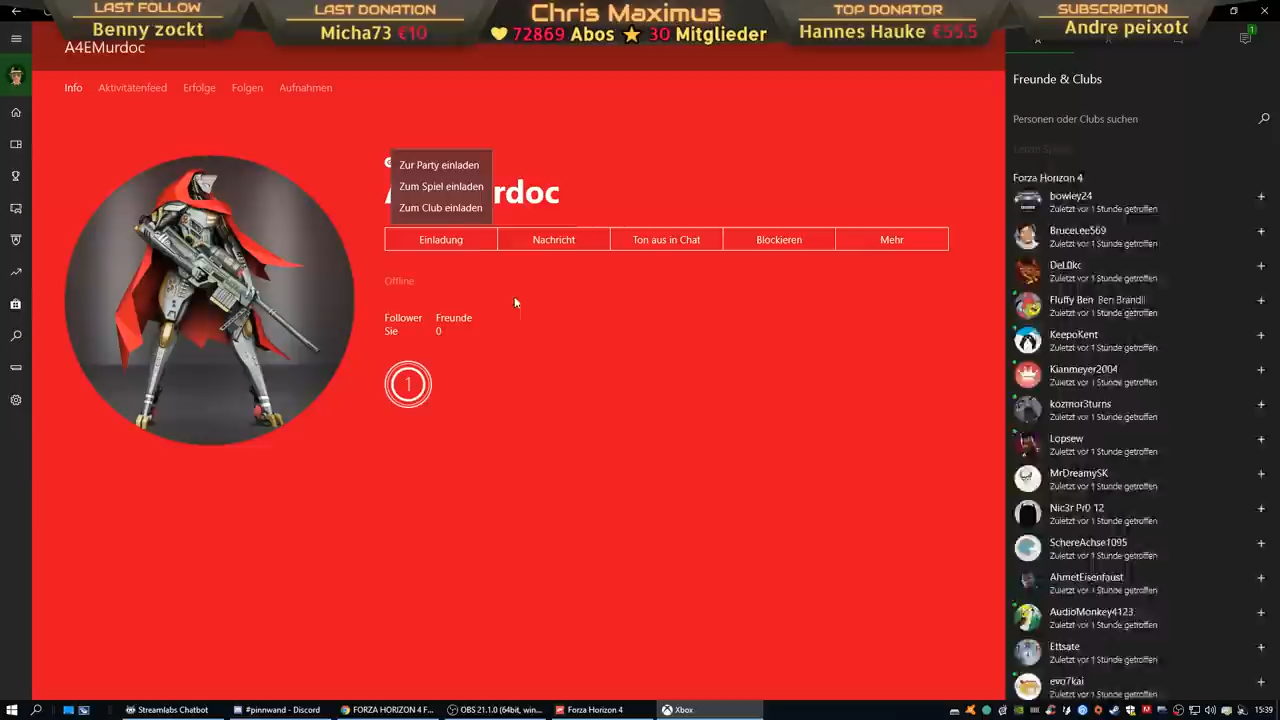 LAST FOLLOW
Benny zockt
LAST DONATION
Micha73 €10
Chris Maximus
72869 Abos 30 Mitglieder
TOP DONATOR
Hannes Hauke €55.5
SUBSCRIPTION
Andre peixoto
A4EMurdoc
1
Info Aktivitätenfeed Erfolge Folgen Aufnahmen
Zur Party einladen
Zum Spiel einladen
Zum Club einladen
Einladung Nachricht Ton aus in Chat Blockieren Mehr
Offline
Follower Freunde
Sie 0
1
Freunde & Clubs
Personen oder Clubs suchen
Forza Horizon 4
bowley24
Zuletzt vor 1 Stunde getroffen
BruceLee569
Zuletzt vor 1 Stunde getroffen
DeL0kc
Zuletzt vor 1 Stunde getroffen
Fluffy Ben Ben Brandll
Zuletzt vor 1 Stunde getroffen
KeepoKent
Zuletzt vor 1 Stunde getroffen
Kianmeyer2004
Zuletzt vor 1 Stunde getroffen
kozmor3turns
Zuletzt vor 1 Stunde getroffen
Lopsew
Zuletzt vor 1 Stunde getroffen
MrDreamySK
Zuletzt vor 1 Stunde getroffen
Nic3r Pr0 12
Zuletzt vor 1 Stunde getroffen
SchereAchse1095
Zuletzt vor 1 Stunde getroffen
AhmetEisenfaust
Zuletzt vor 1 Stunde getroffen
AudioMonkey4123
Zuletzt vor 1 Stunde getroffen
Ettsate
Zuletzt vor 1 Stunde getroffen
evo7kai
Zuletzt vor 1 Stunde getroffen
Streamlabs Chatbot #pinnwand - Discord FORZA HORIZON 4 F... OBS 21.1.0 (64bit, win... Forza Horizon 4 Xbox 15:39